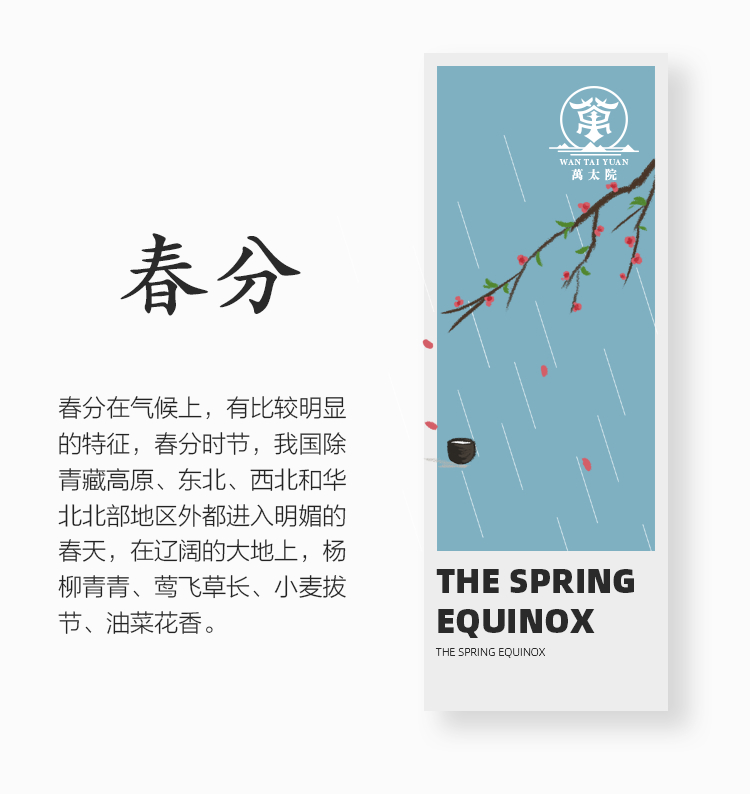 春分
春分在气候上，有比较明显
的特征，春分时节，我国除
青藏高原、东北、西北和华
北北部地区外都进入明媚的
春天，在辽阔的大地上，杨
柳青青、莺飞草长、小麦拔
节、油菜花香。
WAN TAI YUAN
萬太院
THE SPRING
EQUINOX
THE SPRING EQUINOX